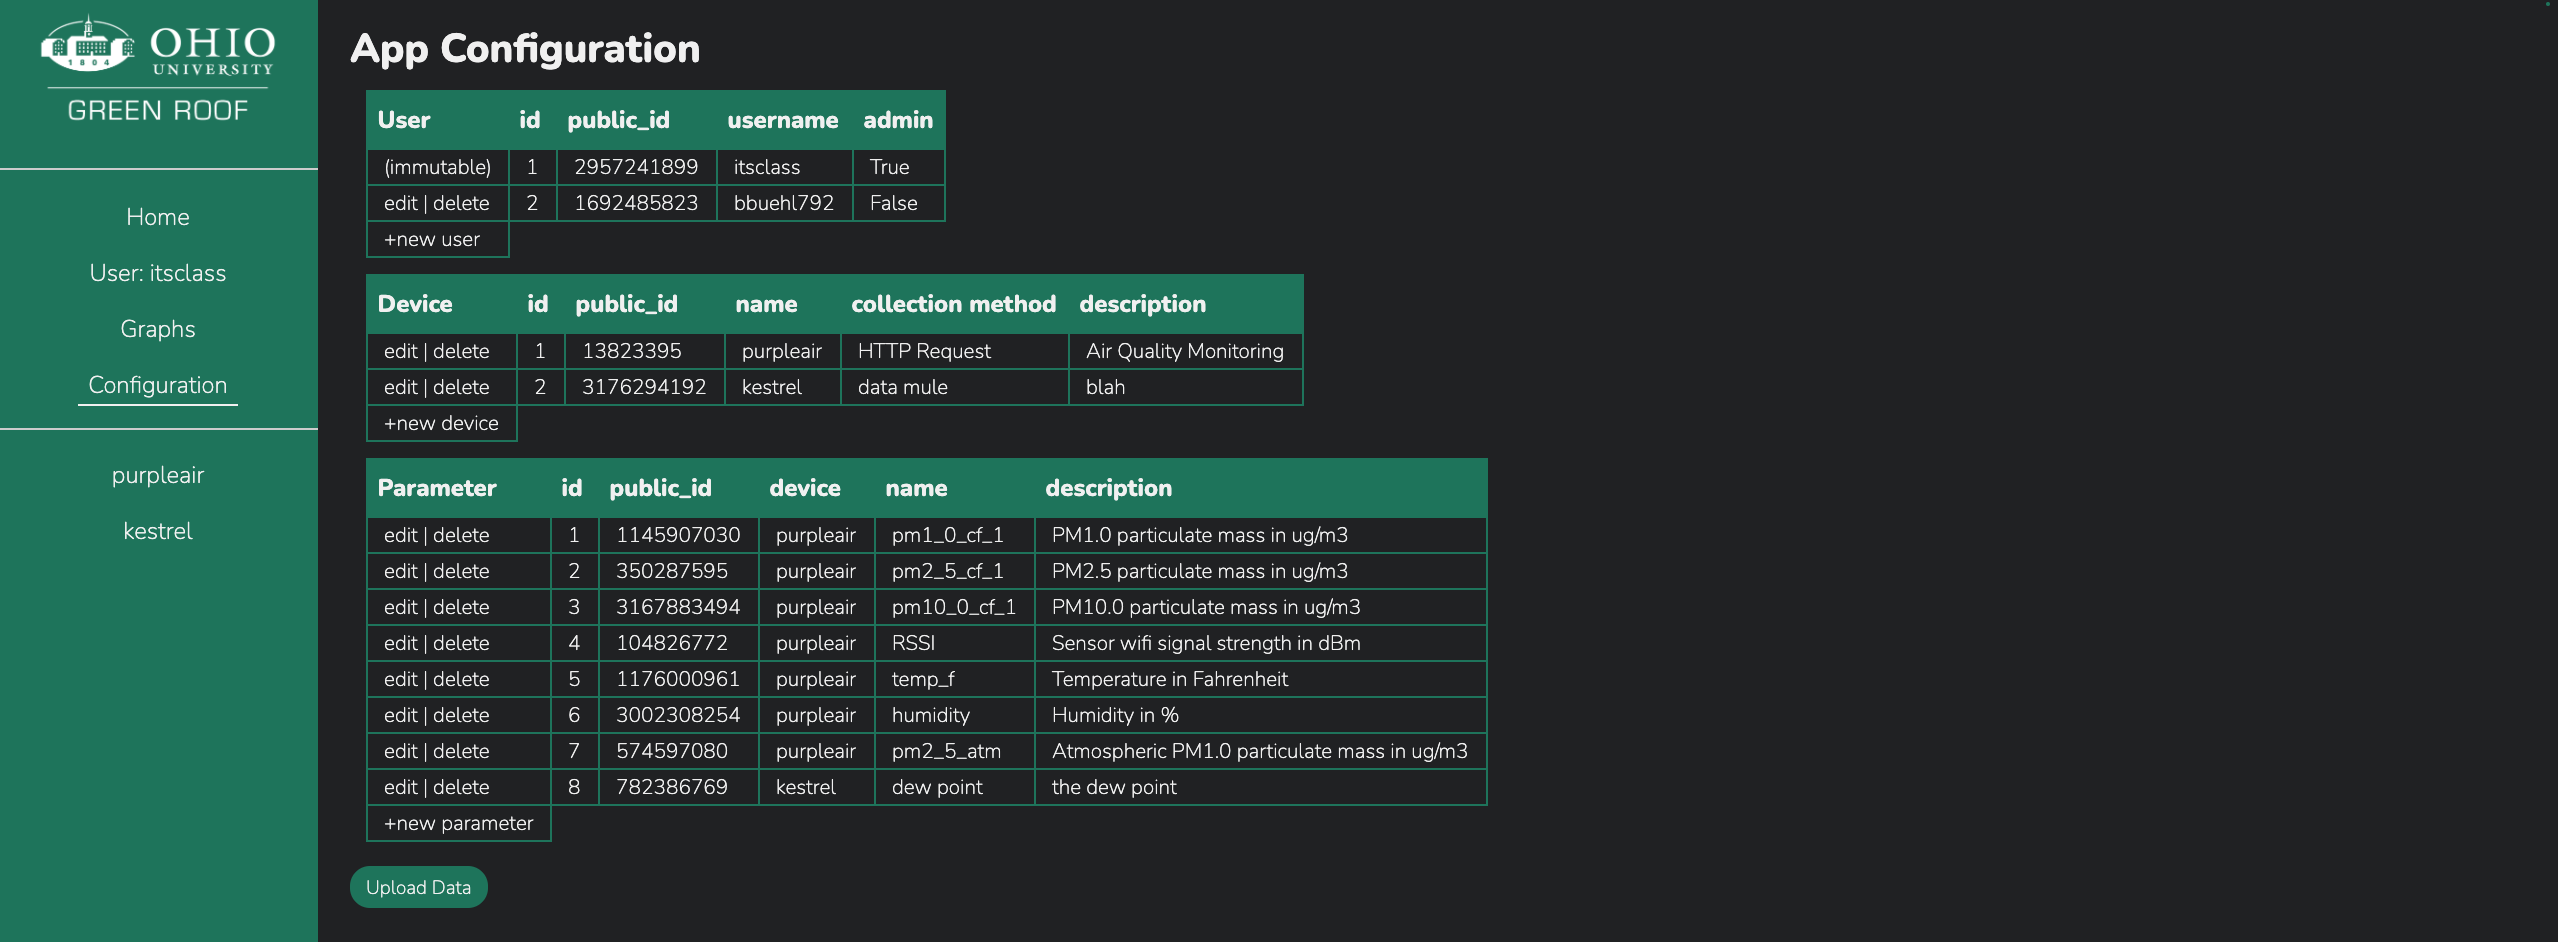 OHIO
UNIVERSITY
1804
GREEN ROOF
Home
User: itsclass
Graphs
Configuration
purpleair
kestrel
App Configuration
User id public_id username admin
(immutable) 1 2957241899 itsclass True
edit | delete 2 1692485823 bbuehl792 False
+new user
Device id public_id name collection method description
edit | delete 1 13823395 purpleair HTTP Request Air Quality Monitoring
edit | delete 2 3176294192 kestrel data mule blah
+new device
Parameter id public_id device name description
edit | delete 1 1145907030 purpleair pm1_0_cf_1 PM1.0 particulate mass in ug/m3
edit | delete 2 350287595 purpleair pm2_5_cf_1 PM2.5 particulate mass in ug/m3
edit | delete 3 3167883494 purpleair pm10_0_cf_1 PM10.0 particulate mass in ug/m3
edit | delete 4 104826772 purpleair RSSI Sensor wifi signal strength in dBm
edit | delete 5 1176000961 purpleair temp_f Temperature in Fahrenheit
edit | delete 6 3002308254 purpleair humidity Humidity in %
edit | delete 7 574597080 purpleair pm2_5_atm Atmospheric PM1.0 particulate mass in ug/m3
edit | delete 8 782386769 kestrel dew point the dew point
+new parameter
Upload Data